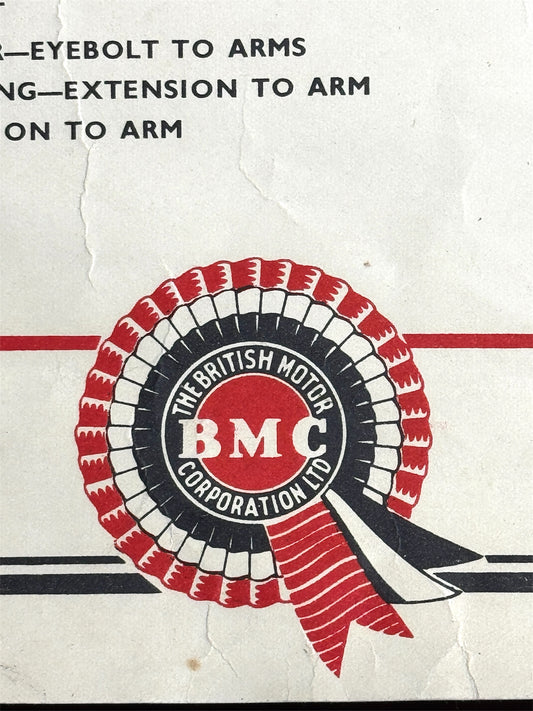 —EYEBOLT TO ARMS
NG—EXTENSION TO ARM
ON TO ARM
THE BRITISH MOTOR
BMC
CORPORATION LTD